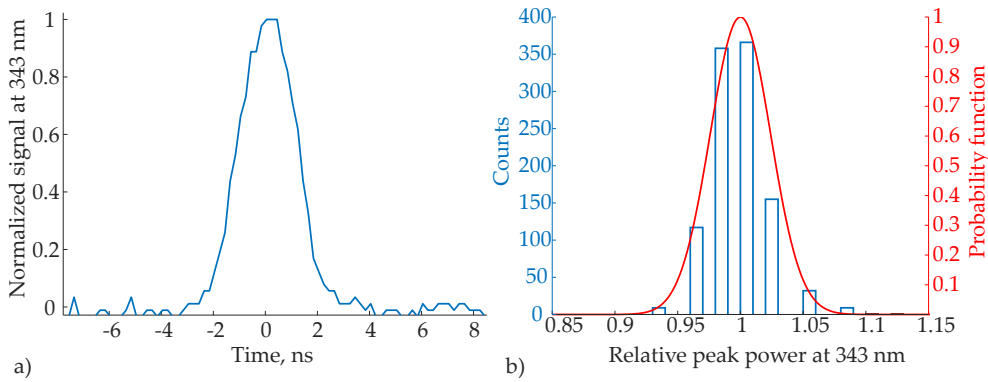 Normalized signal at 343 nm
1
0.8
0.6
0.4
0.2
0
-6 -4 -2 0 2 4 6 8
Time, ns
a)
Counts
400
350
300
250
200
150
100
50
0
0.85 0.9 0.95 1 1.05 1.1 1.15
Relative peak power at 343 nm
1
0.9
0.8
0.7
0.6
0.5
0.4
0.3
0.2
0.1
Probability function
b)